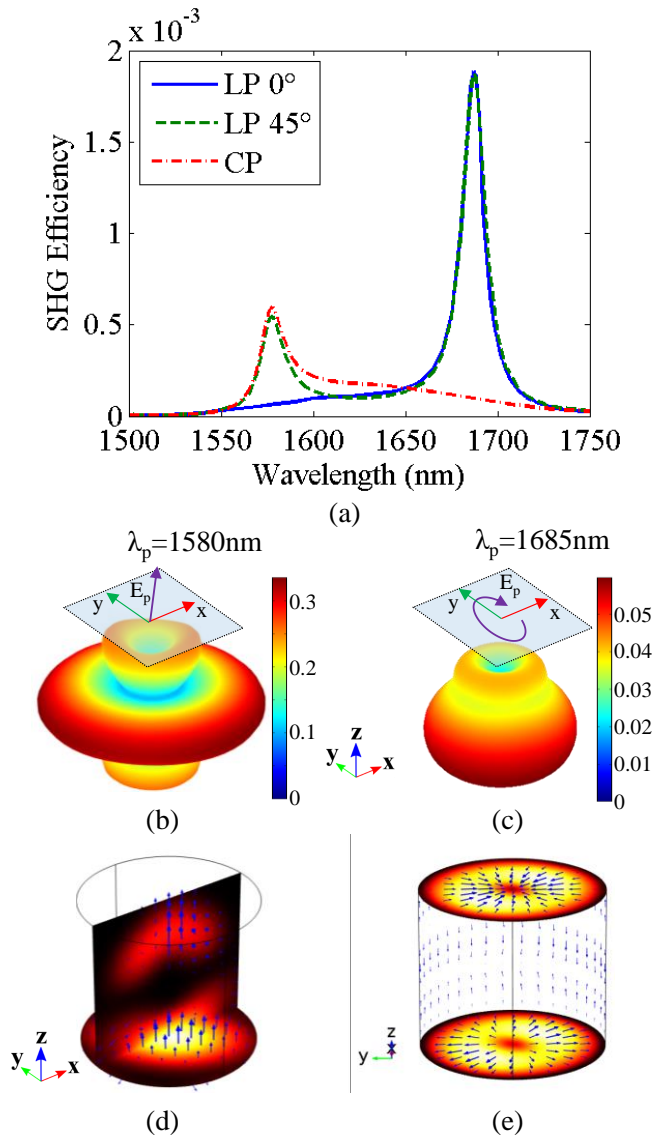 x 10⁻³
2
LP 0°
LP 45°
CP
1.5
1
0.5
0
SHG Efficiency
1500 1550 1600 1650 1700 1750
Wavelength (nm)
(a)
λp=1580nm
y Ep x
0.3
0.2
0.1
0
(b)
λp=1685nm
y Ep x
0.05
0.04
0.03
0.02
0.01
0
z
y x
(c)
z
y x
(d)
z
y x
(e)